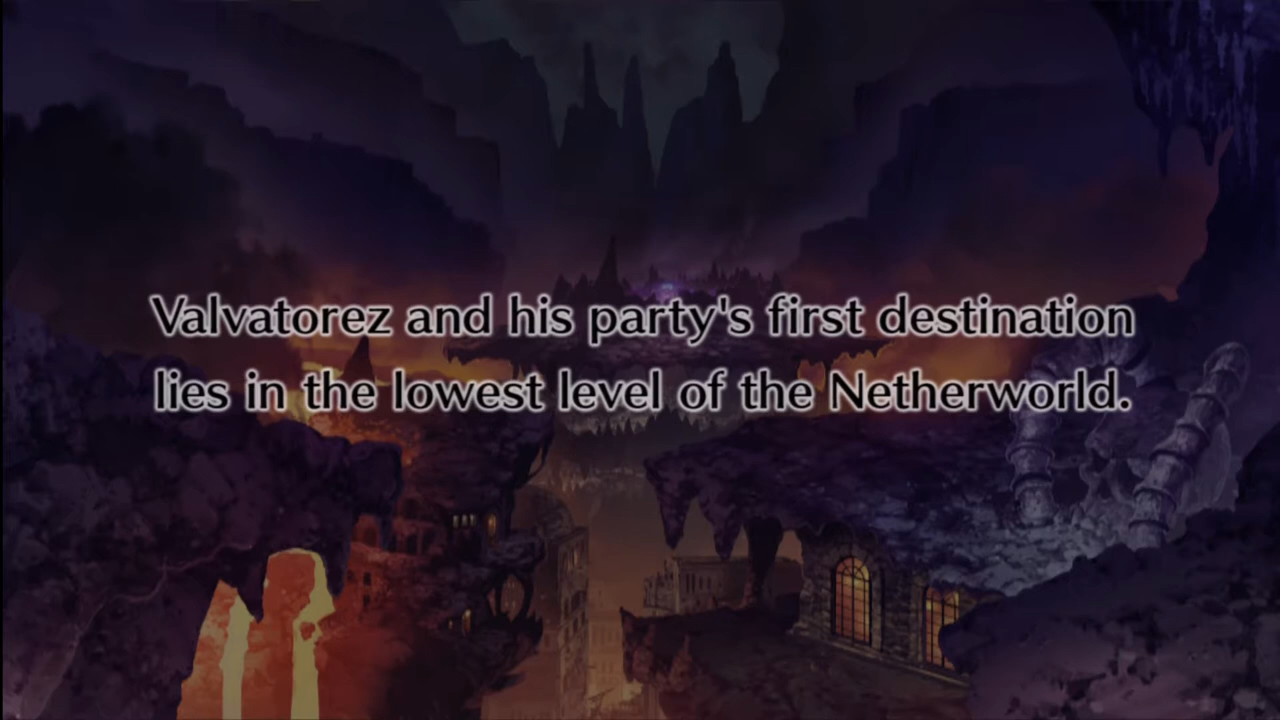 Valvatorez and his party's first destination
lies in the lowest level of the Netherworld.